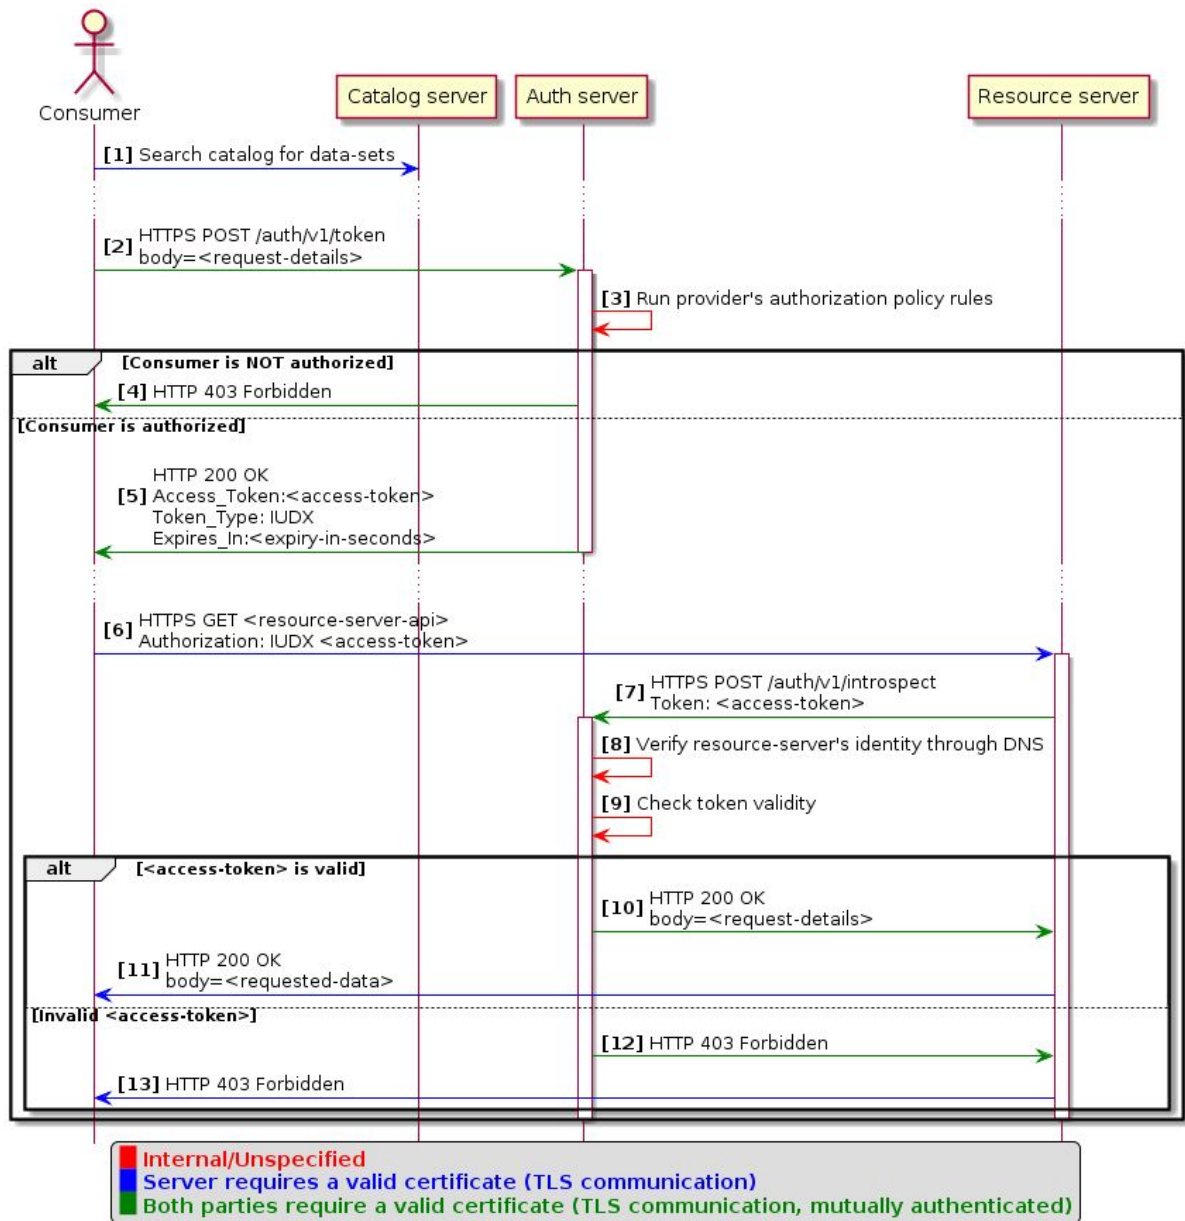 Consumer
Catalog server
Auth server
Resource server
[1] Search catalog for data-sets
[2] HTTPS POST /auth/v1/token
body=<request-details>
[3] Run provider's authorization policy rules
alt [Consumer is NOT authorized]
[4] HTTP 403 Forbidden
[Consumer is authorized]
HTTP 200 OK
[5] Access_Token:<access-token>
Token_Type: IUDX
Expires_In:<expiry-in-seconds>
[6] HTTPS GET <resource-server-api>
Authorization: IUDX <access-token>
[7] HTTPS POST /auth/v1/introspect
Token: <access-token>
[8] Verify resource-server's identity through DNS
[9] Check token validity
alt [<access-token> is valid]
[10] HTTP 200 OK
body=<request-details>
[11] HTTP 200 OK
body=<requested-data>
[Invalid <access-token>]
[12] HTTP 403 Forbidden
[13] HTTP 403 Forbidden
Internal/Unspecified
Server requires a valid certificate (TLS communication)
Both parties require a valid certificate (TLS communication, mutually authenticated)